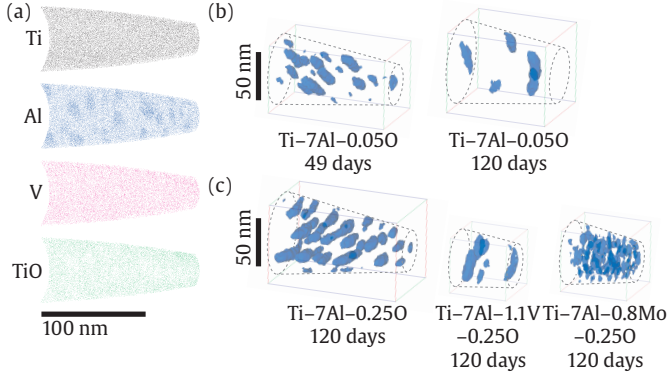 (a)
Ti
Al
V
TiO
100 nm
(b)
50 nm
Ti–7Al–0.05O
49 days
Ti–7Al–0.05O
120 days
(c)
50 nm
Ti–7Al–0.25O
120 days
Ti–7Al–1.1V
–0.25O
120 days
Ti–7Al–0.8Mo
–0.25O
120 days